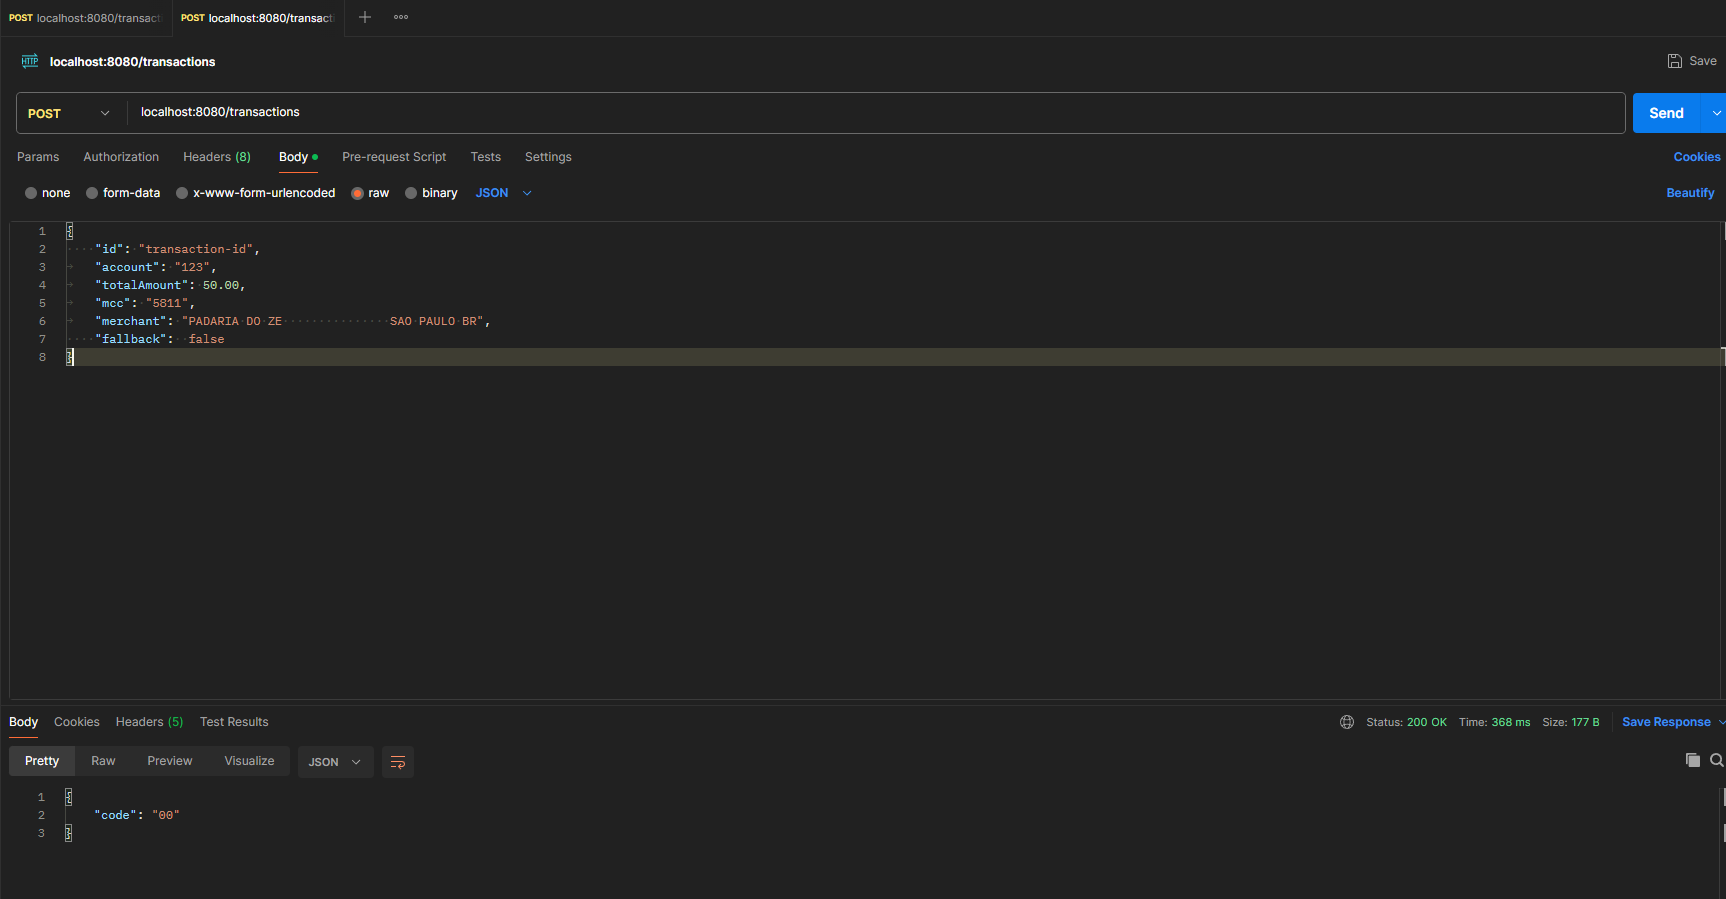 POST localhost:8080/transact
POST localhost:8080/transacti
HTTP localhost:8080/transactions
Save
POST localhost:8080/transactions
Send
Params Authorization Headers (8) Body Pre-request Script Tests Settings
Cookies
none form-data x-www-form-urlencoded raw binary JSON
Beautify
1 {
2 "id": "transaction-id",
3 "account": "123",
4 "totalAmount": 50.00,
5 "mcc": "5811",
6 "merchant": "PADARIA DO ZE               SAO PAULO BR",
7 "fallback":  false
8 }
Body Cookies Headers (5) Test Results
Status: 200 OK Time: 368 ms Size: 177 B Save Response
Pretty Raw Preview Visualize JSON
1 {
2 "code": "00"
3 }